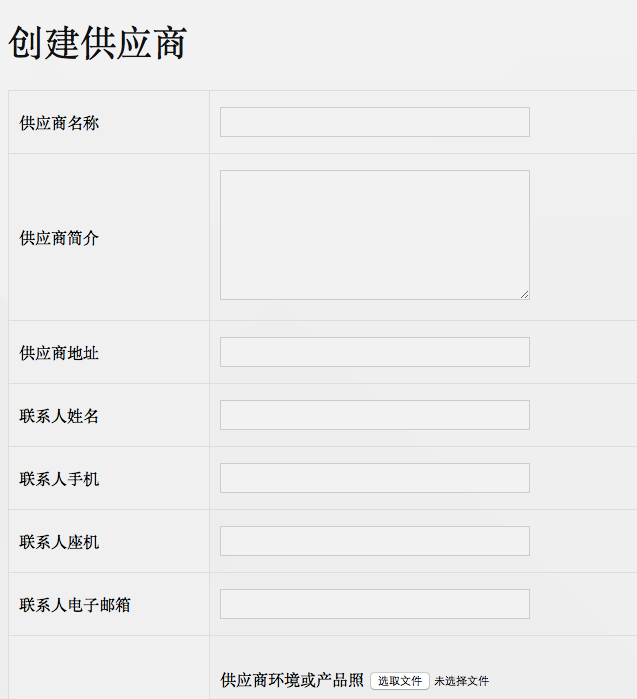 创建供应商
供应商名称
供应商简介
供应商地址
联系人姓名
联系人手机
联系人座机
联系人电子邮箱
供应商环境或产品照 选取文件 未选择文件